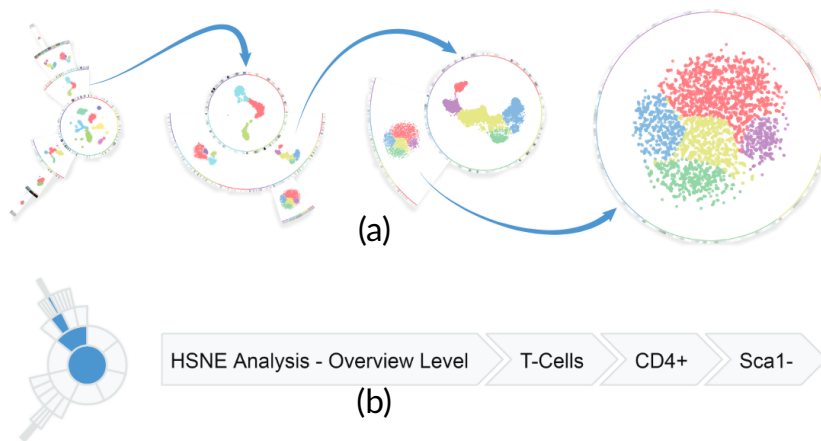 (a)
HSNE Analysis - Overview Level T-Cells CD4+ Sca1-
(b)